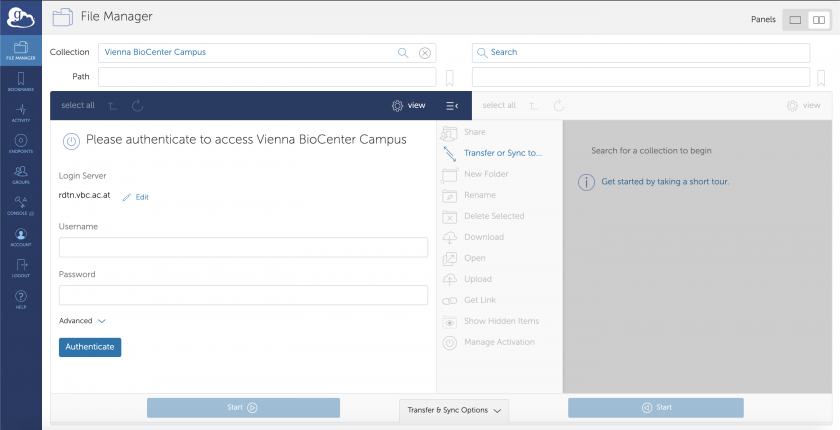 g
File Manager
Panels
FILE MANAGER
BOOKMARKS
ACTIVITY
ENDPOINTS
GROUPS
CONSOLE
ACCOUNT
LOGOUT
HELP
Collection
Vienna BioCenter Campus
Search
Path
select all
view
select all
view
Please authenticate to access Vienna BioCenter Campus
Login Server
rdtn.vbc.ac.at
Edit
Username
Password
Advanced
Authenticate
Share
Transfer or Sync to...
New Folder
Rename
Delete Selected
Download
Open
Upload
Get Link
Show Hidden Items
Manage Activation
Search for a collection to begin
Get started by taking a short tour.
Start
Transfer & Sync Options
Start